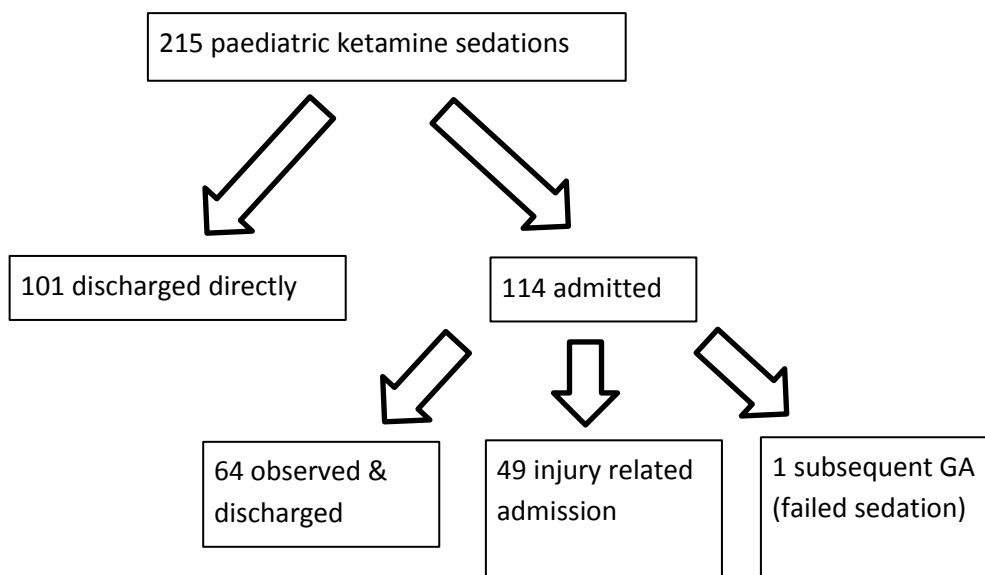 215 paediatric ketamine sedations
101 discharged directly
114 admitted
64 observed &
discharged
49 injury related
admission
1 subsequent GA
(failed sedation)